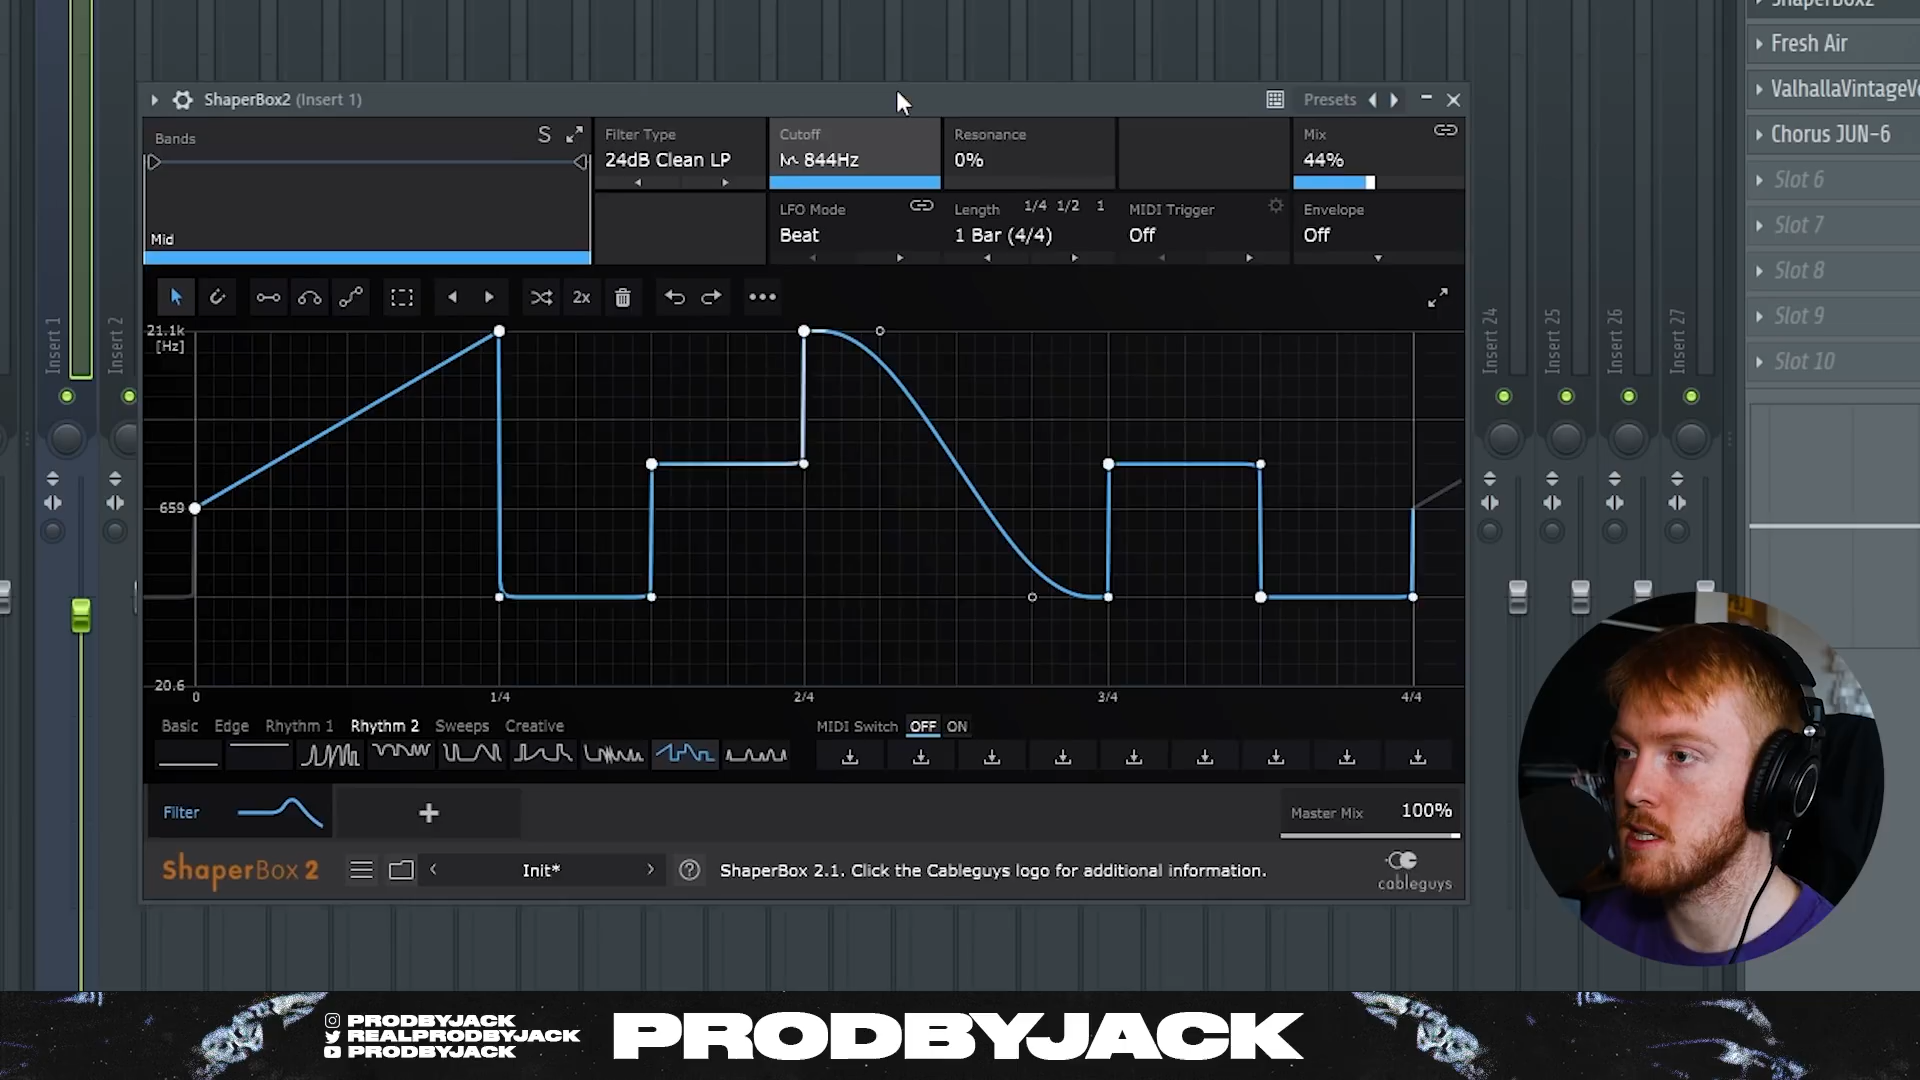 ShaperBox2
ShaperBox2 (Insert 1)
Presets
Fresh Air
Chorus JUN-6
Slot 6
Slot 7
Slot 8
Slot 9
Slot 10
Bands
S
Mid
Filter Type
24dB Clean LP
Cutoff
844Hz
Resonance
0%
Mix
44%
LFO Mode
Beat
Length 1/4 1/2 1
1 Bar (4/4)
MIDI Trigger
Off
Envelope
Off
2x
21.1k
[Hz]
659
20.6
0 1/4 2/4 3/4 4/4
Insert 1
Insert 2
Insert 24
Insert 25
Insert 26
Insert 27
Basic Edge Rhythm 1 Rhythm 2 Sweeps Creative
MIDI Switch OFF ON
Filter
+
Master Mix 100%
ShaperBox 2
Init*
?
ShaperBox 2.1. Click the Cableguys logo for additional information.
cableguys
PRODBYJACK
REALPRODBYJACK
PRODBYJACK
PRODBYJACK